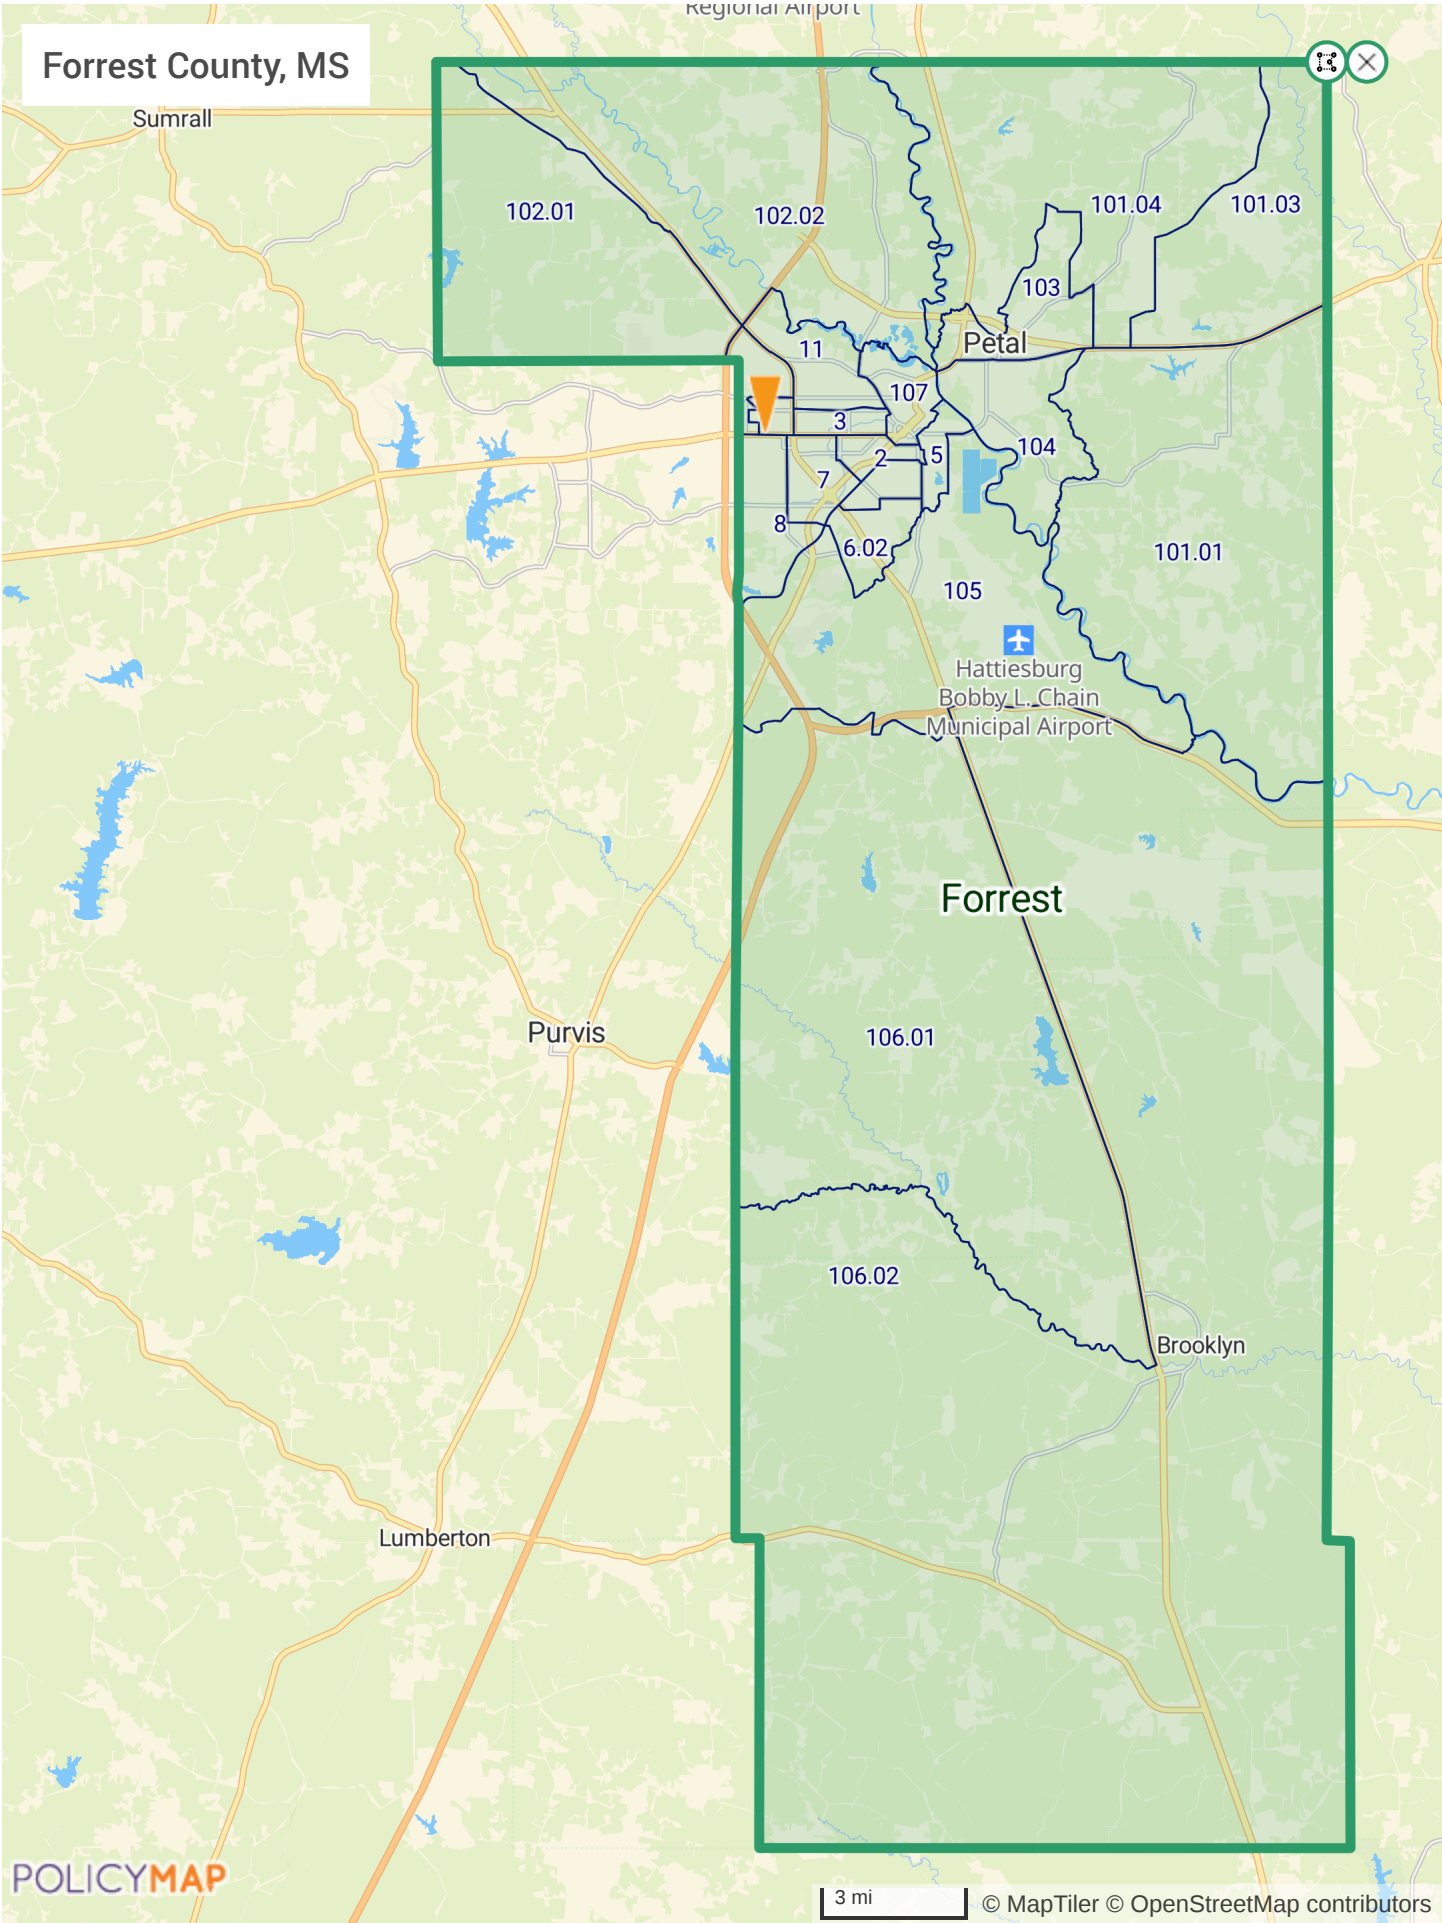 Regional Airport
Forrest County, MS
Sumrall
102.01
102.02
101.04
101.03
103
11
Petal
107
3
104
2
5
7
8
6.02
101.01
105
Hattiesburg
Bobby L. Chain
Municipal Airport
Forrest
Purvis
106.01
106.02
Brooklyn
Lumberton
POLICYMAP
3 mi
© MapTiler © OpenStreetMap contributors